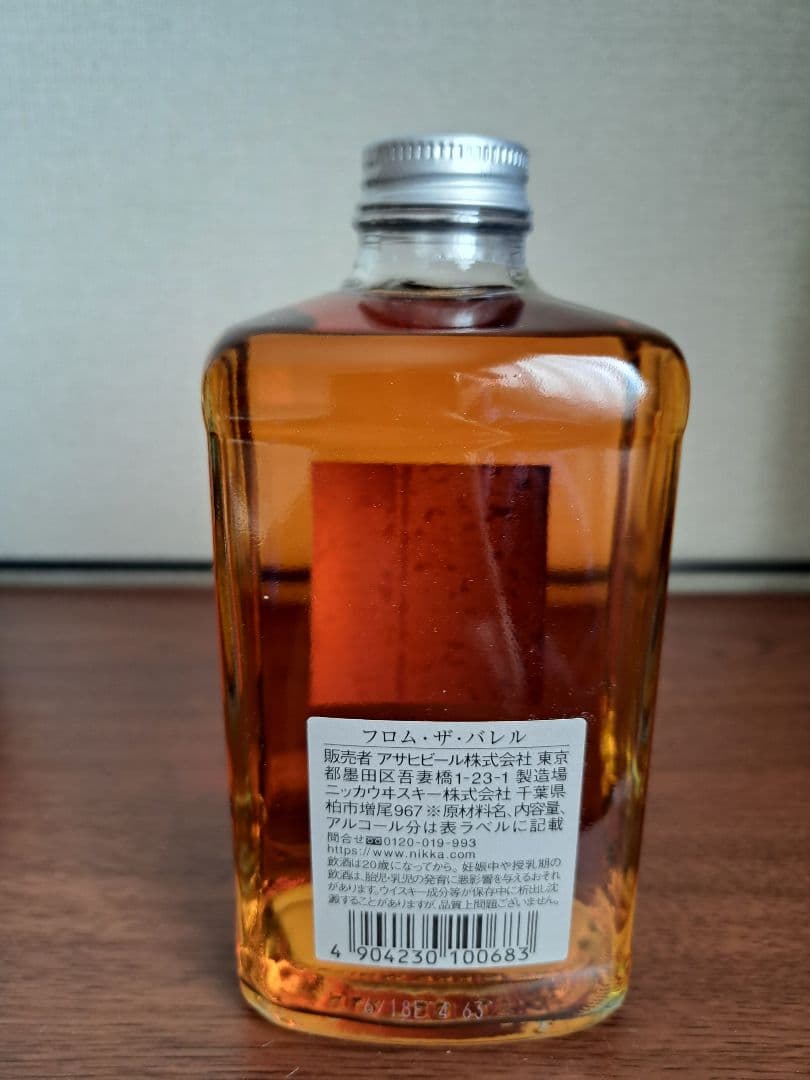 フロム・ザ・バレル
販売者 アサヒビール株式会社 東京
都墨田区吾妻橋1-23-1 製造場
ニッカウヰスキー株式会社 千葉県
柏市増尾967 ※原材料名、内容量、
アルコール分は表ラベルに記載
問合せ 0120-019-993
https://www.nikka.com
飲酒は20歳になってから。妊娠中や授乳期の
飲酒は、胎児・乳児の発育に悪影響を与えるおそれ
があります。ウイスキー成分等が保存中に析出し沈
澱することがありますが、品質上問題ございません。
4 904230 100683
6/18E 4 63